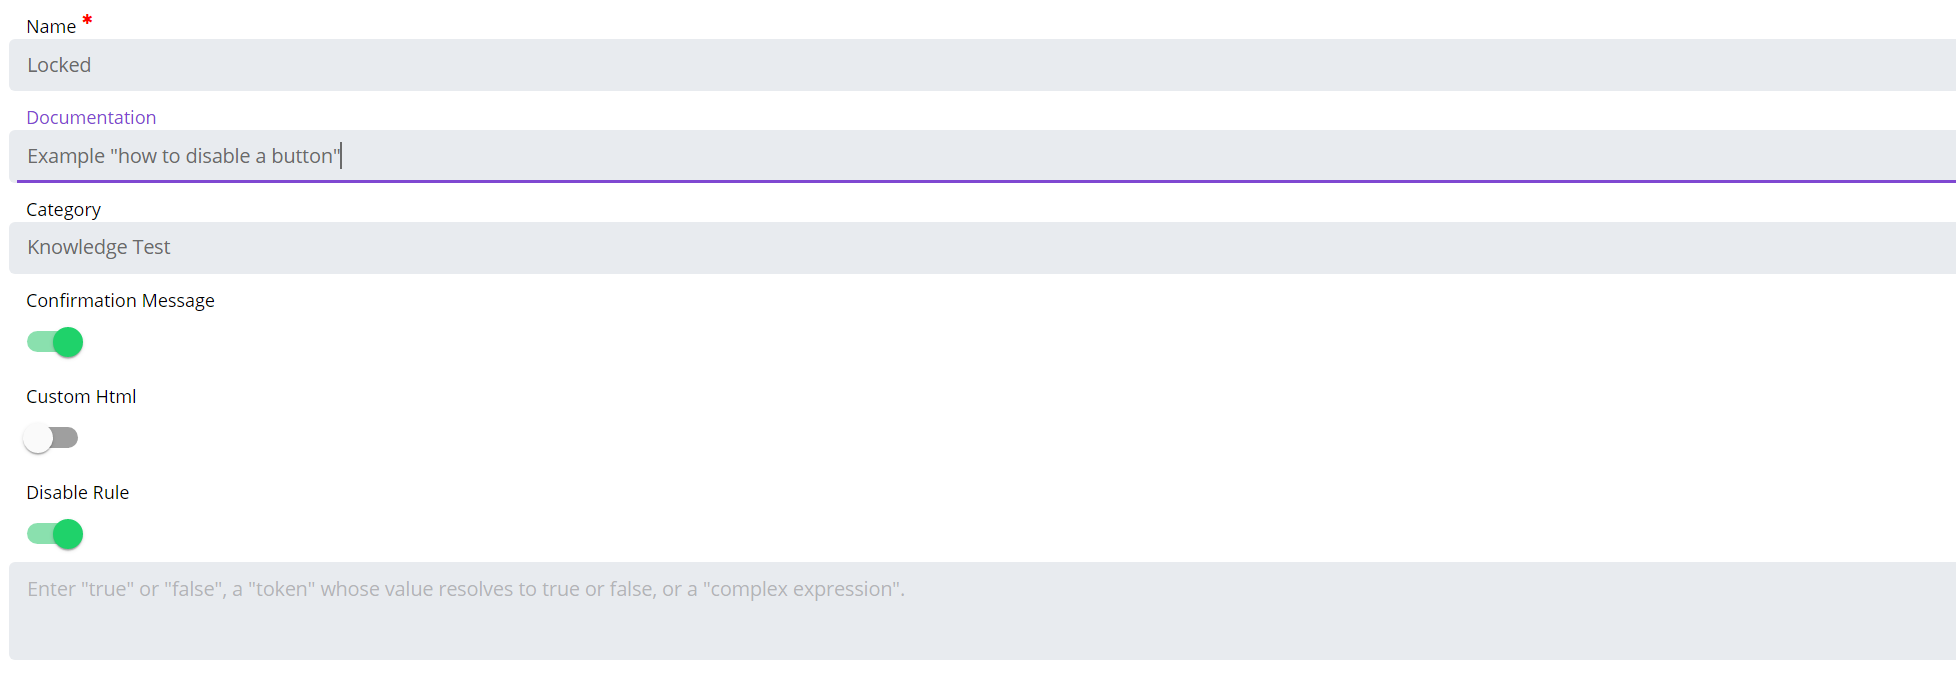 Name *
Locked
Documentation
Example "how to disable a button"
Category
Knowledge Test
Confirmation Message
Custom Html
Disable Rule
Enter "true" or "false", a "token" whose value resolves to true or false, or a "complex expression".